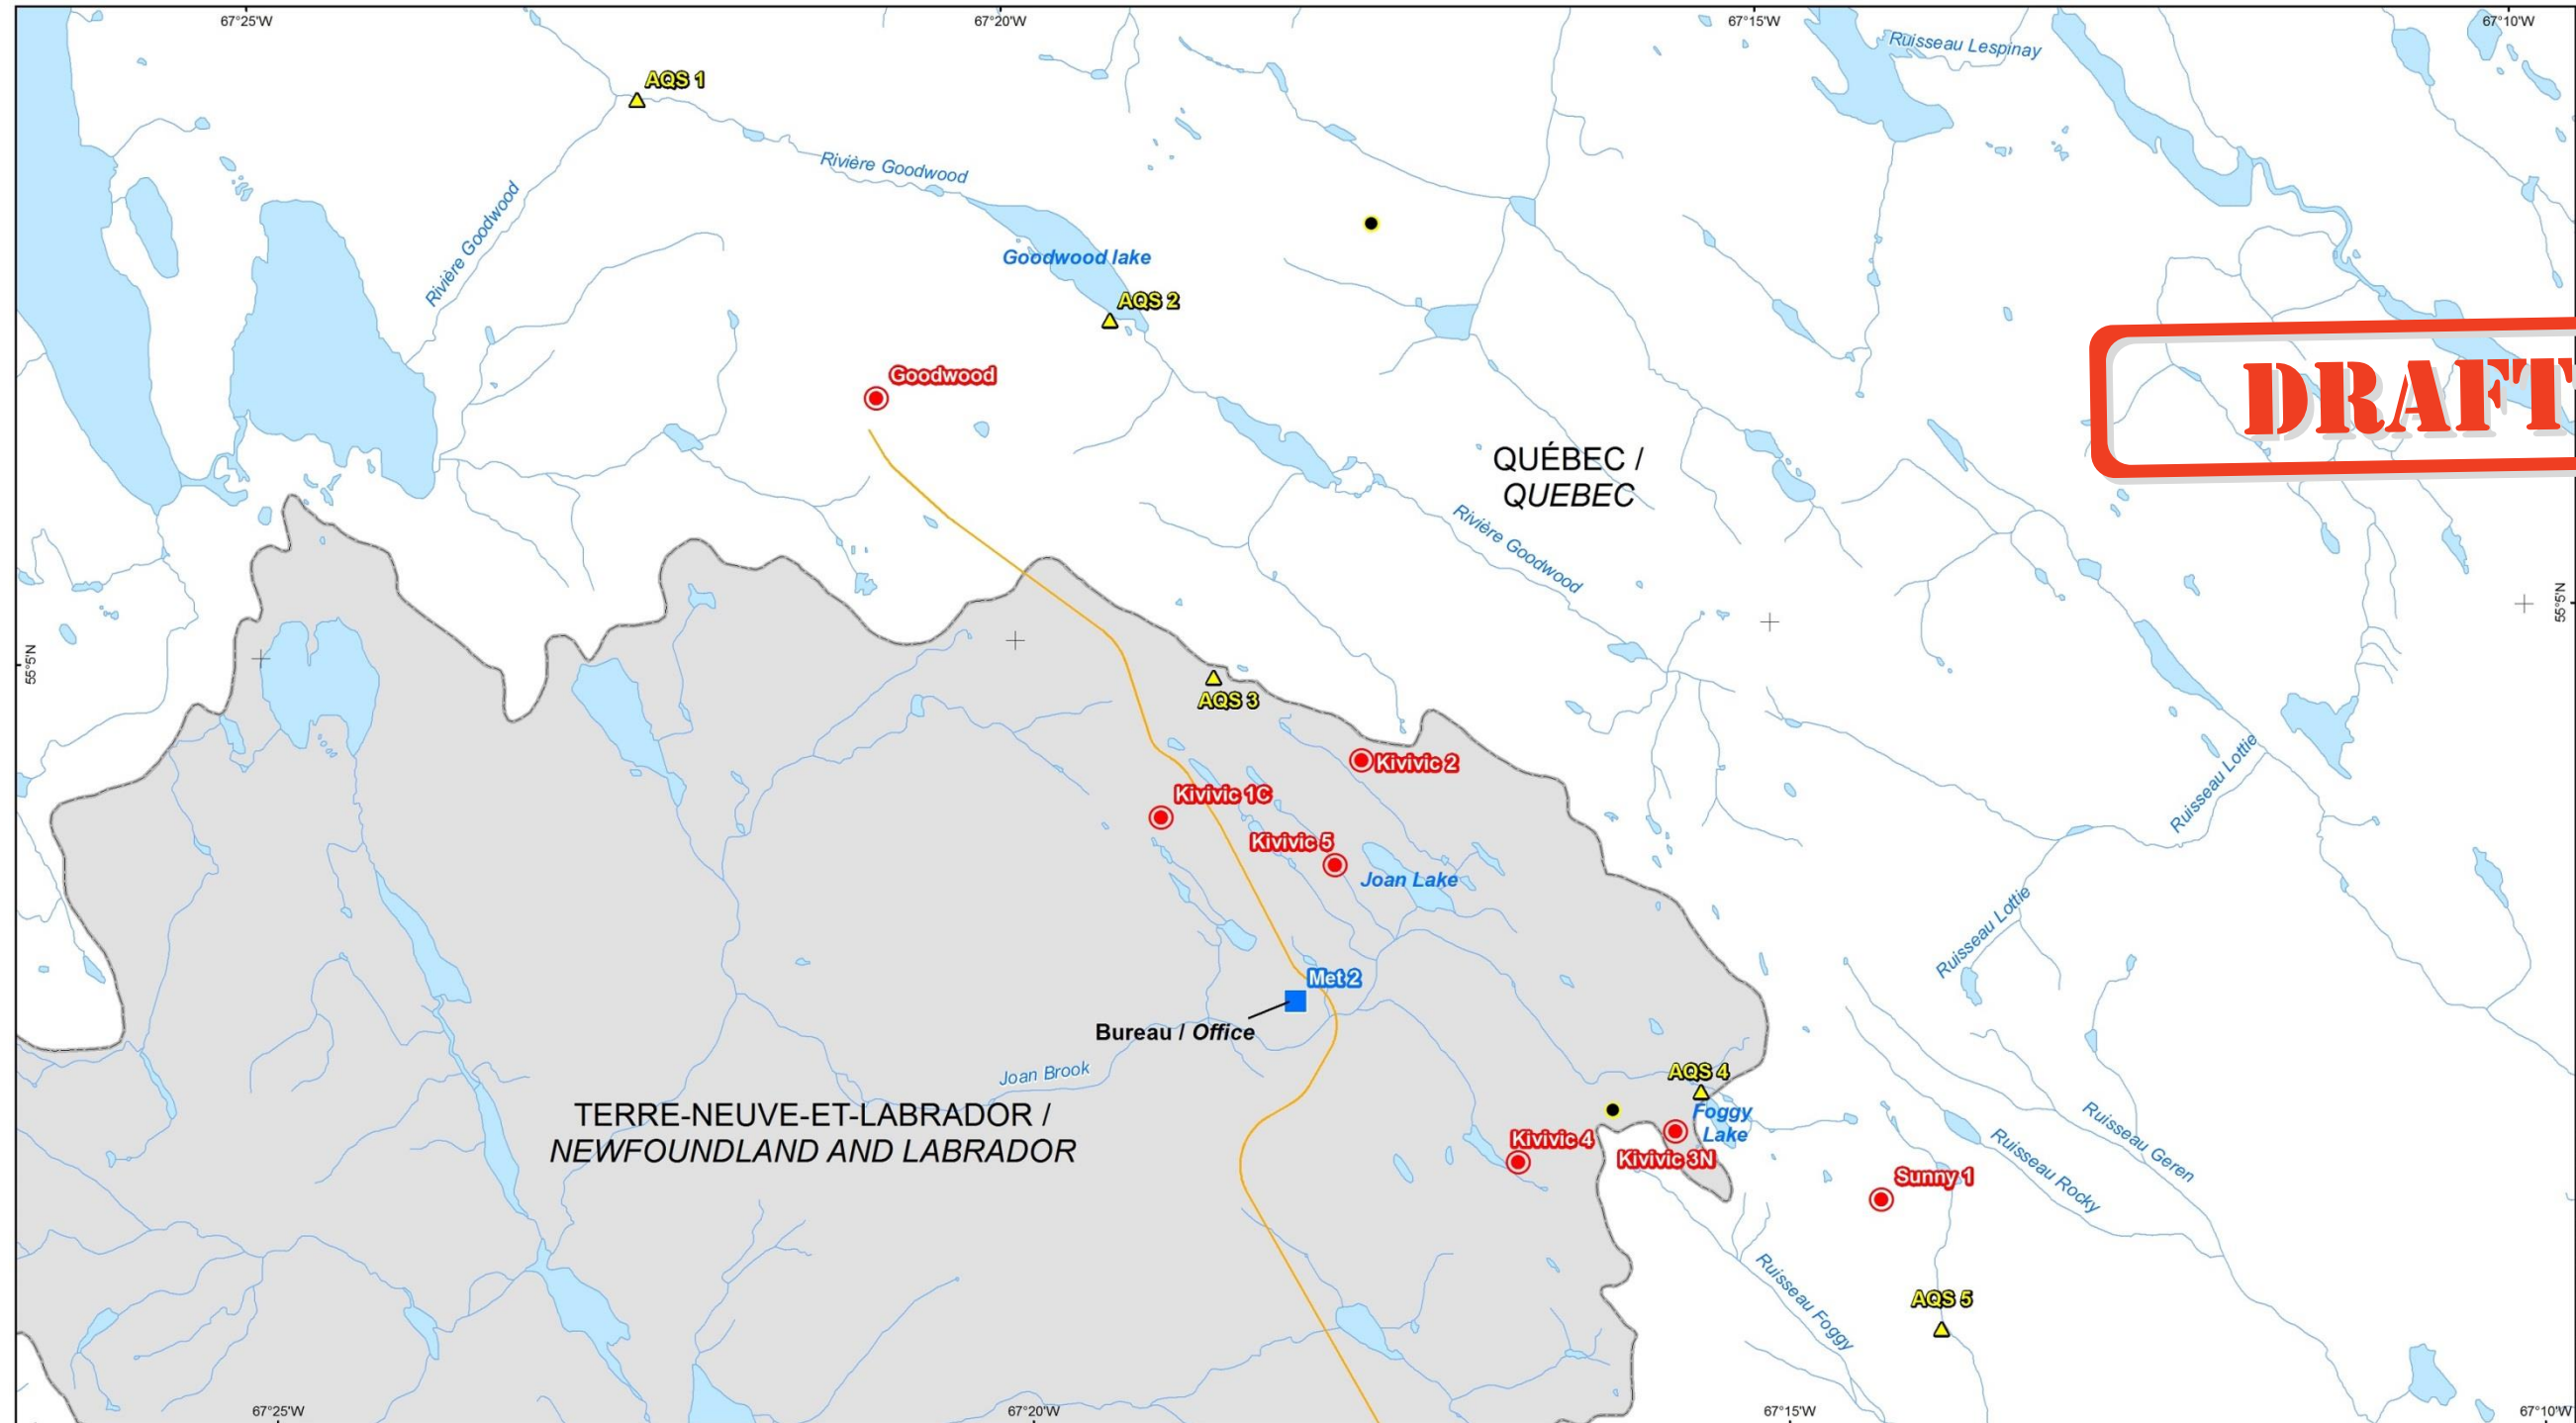 67°25'W
67°20'W
67°15'W
67°10'W
Ruisseau Lespinay
AQS 1
Rivière Goodwood
Rivière Goodwood
Goodwood lake
AQS 2
Goodwood
DRAFT
QUÉBEC /
QUEBEC
Rivière Goodwood
55°5'N
55°5'N
AQS 3
Kivivic 2
Kivivic 1C
Kivivic 5
Joan Lake
Ruisseau Lottie
Ruisseau Lottie
Met 2
Bureau / Office
Joan Brook
AQS 4
Foggy
Lake
TERRE-NEUVE-ET-LABRADOR /
NEWFOUNDLAND AND LABRADOR
Kivivic 4
Kivivic 3N
Ruisseau Geren
Ruisseau Rocky
Sunny 1
Ruisseau Foggy
AQS 5
67°25'W
67°20'W
67°15'W
67°10'W